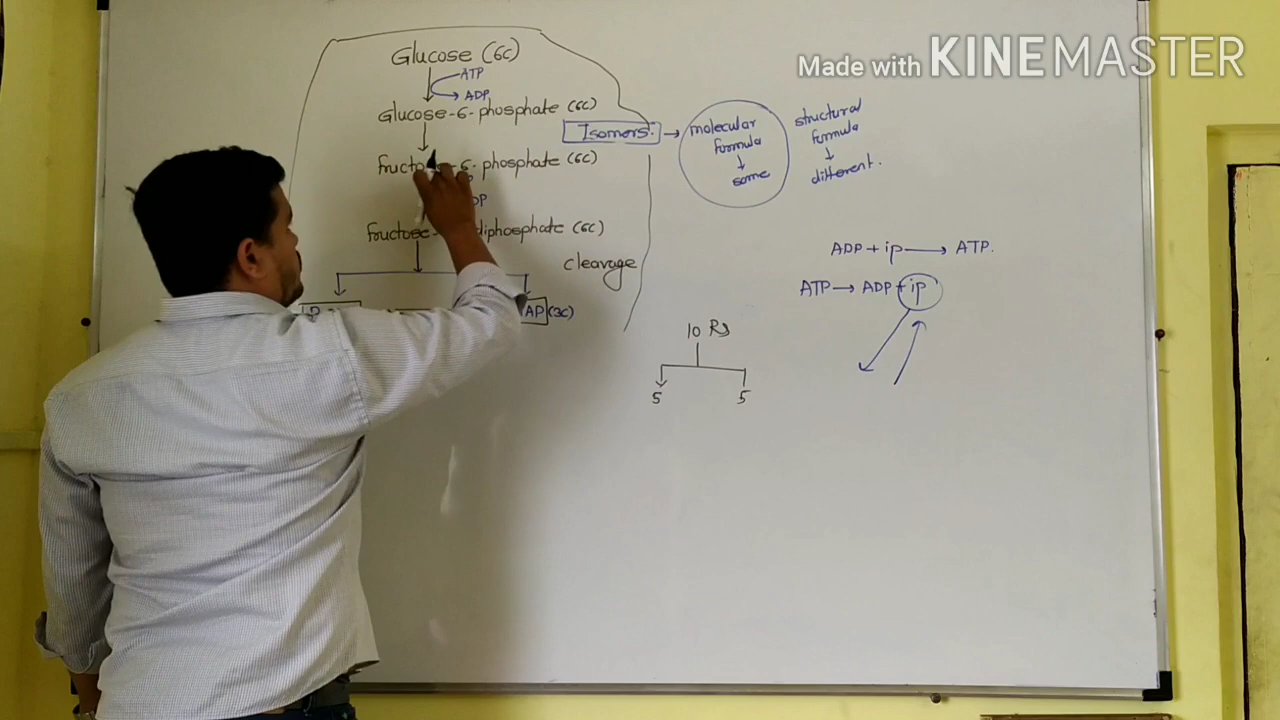 Made with KINEMASTER
Glucose (6C)
ATP
ADP
Glucose-6-phosphate (6C)
Isomers. → molecular formula ↓ same
structural formula ↓ different.
-6-phosphate (6C)
diphosphate (6C)
cleavage
AP (3C)
ADP + ip → ATP.
ATP → ADP + ip
10 Rs
5 5